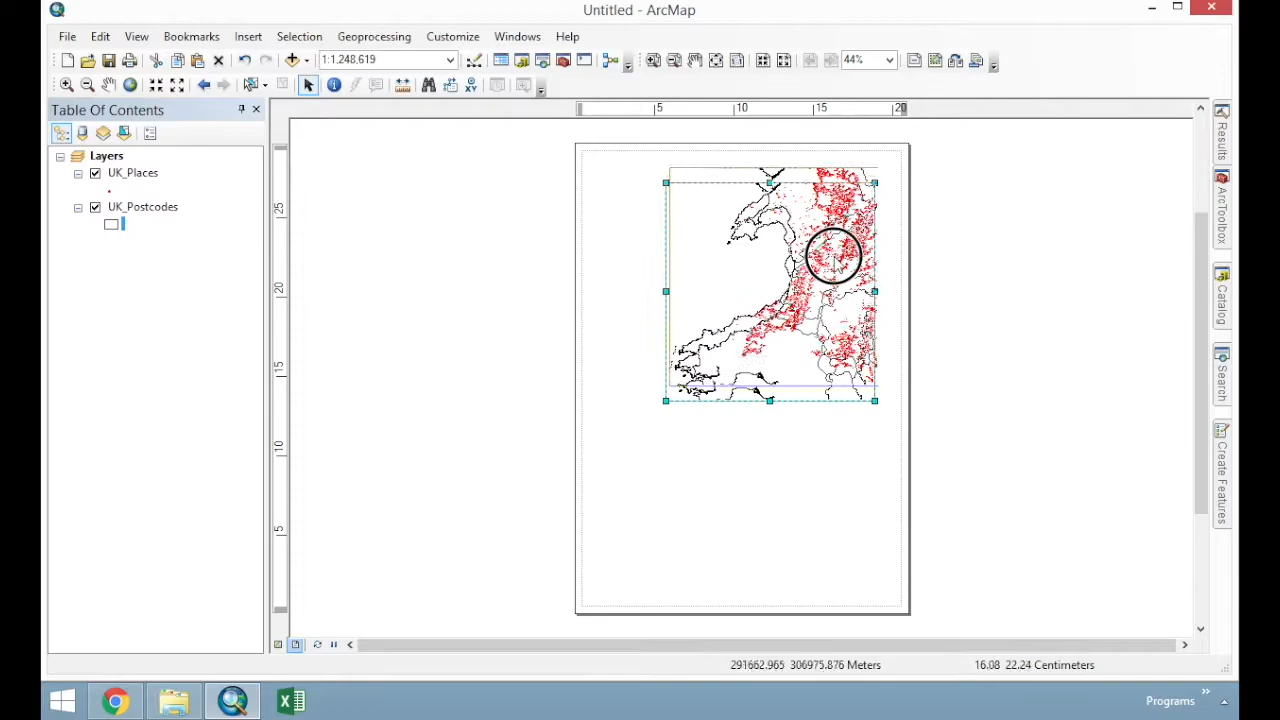 Untitled - ArcMap
File Edit View Bookmarks Insert Selection Geoprocessing Customize Windows Help
1:1,248,619 44%
Table Of Contents
5 10 15 20
Layers
UK_Places
UK_Postcodes
25
20
15
10
5
Results
ArcToolbox
Catalog
Search
Create Features
291662.965 306975.876 Meters 16.08 22.24 Centimeters
Programs